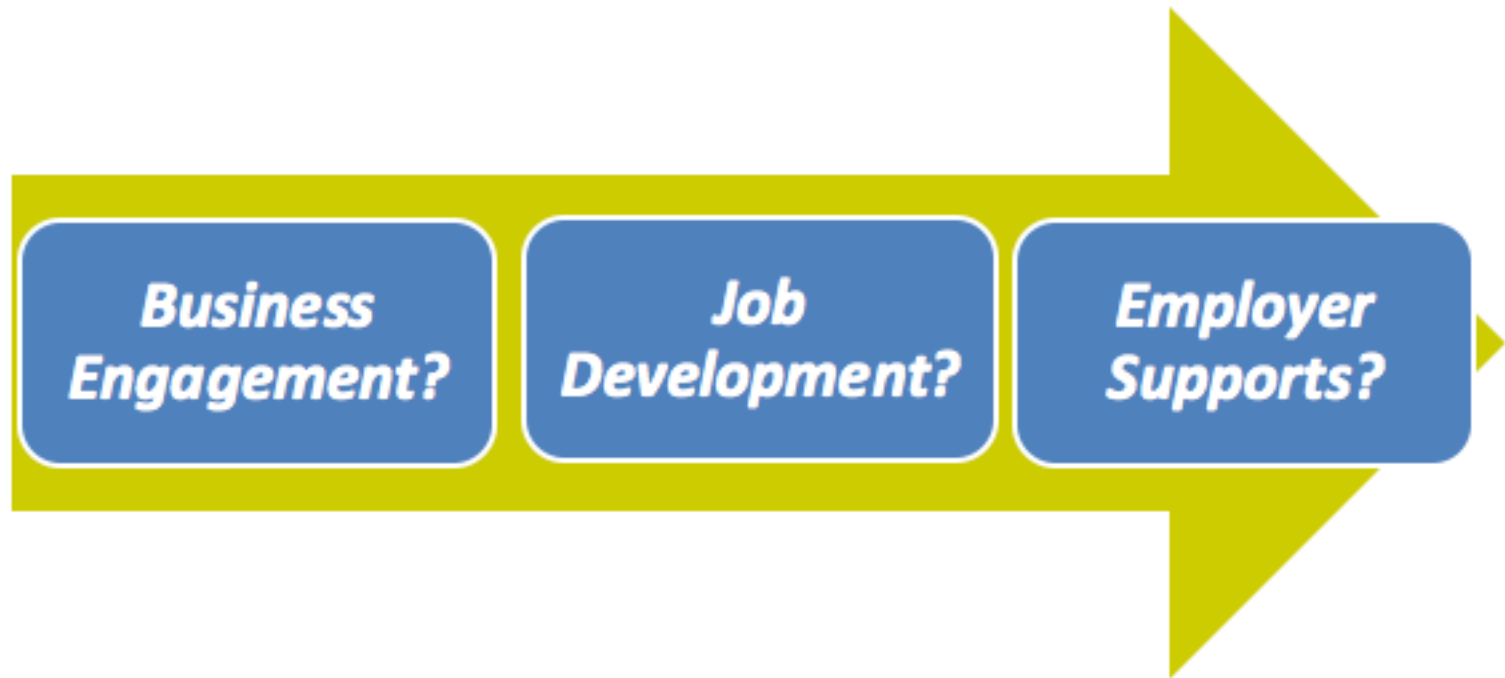 Business
Engagement?
Job
Development?
Employer
Supports?